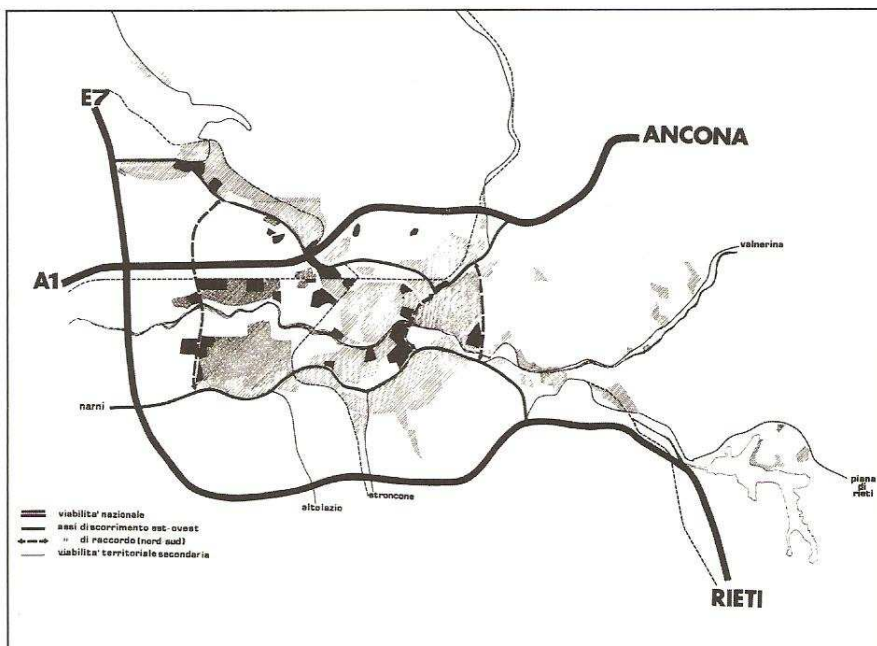 E7
ANCONA
valnerina
A1
narni
piana
di
rieti
altolazio
stroncone
viabilita' nazionale
assi di scorrimento est-ovest
" di raccordo (nord sud)
viabilita' territoriale secondaria
RIETI